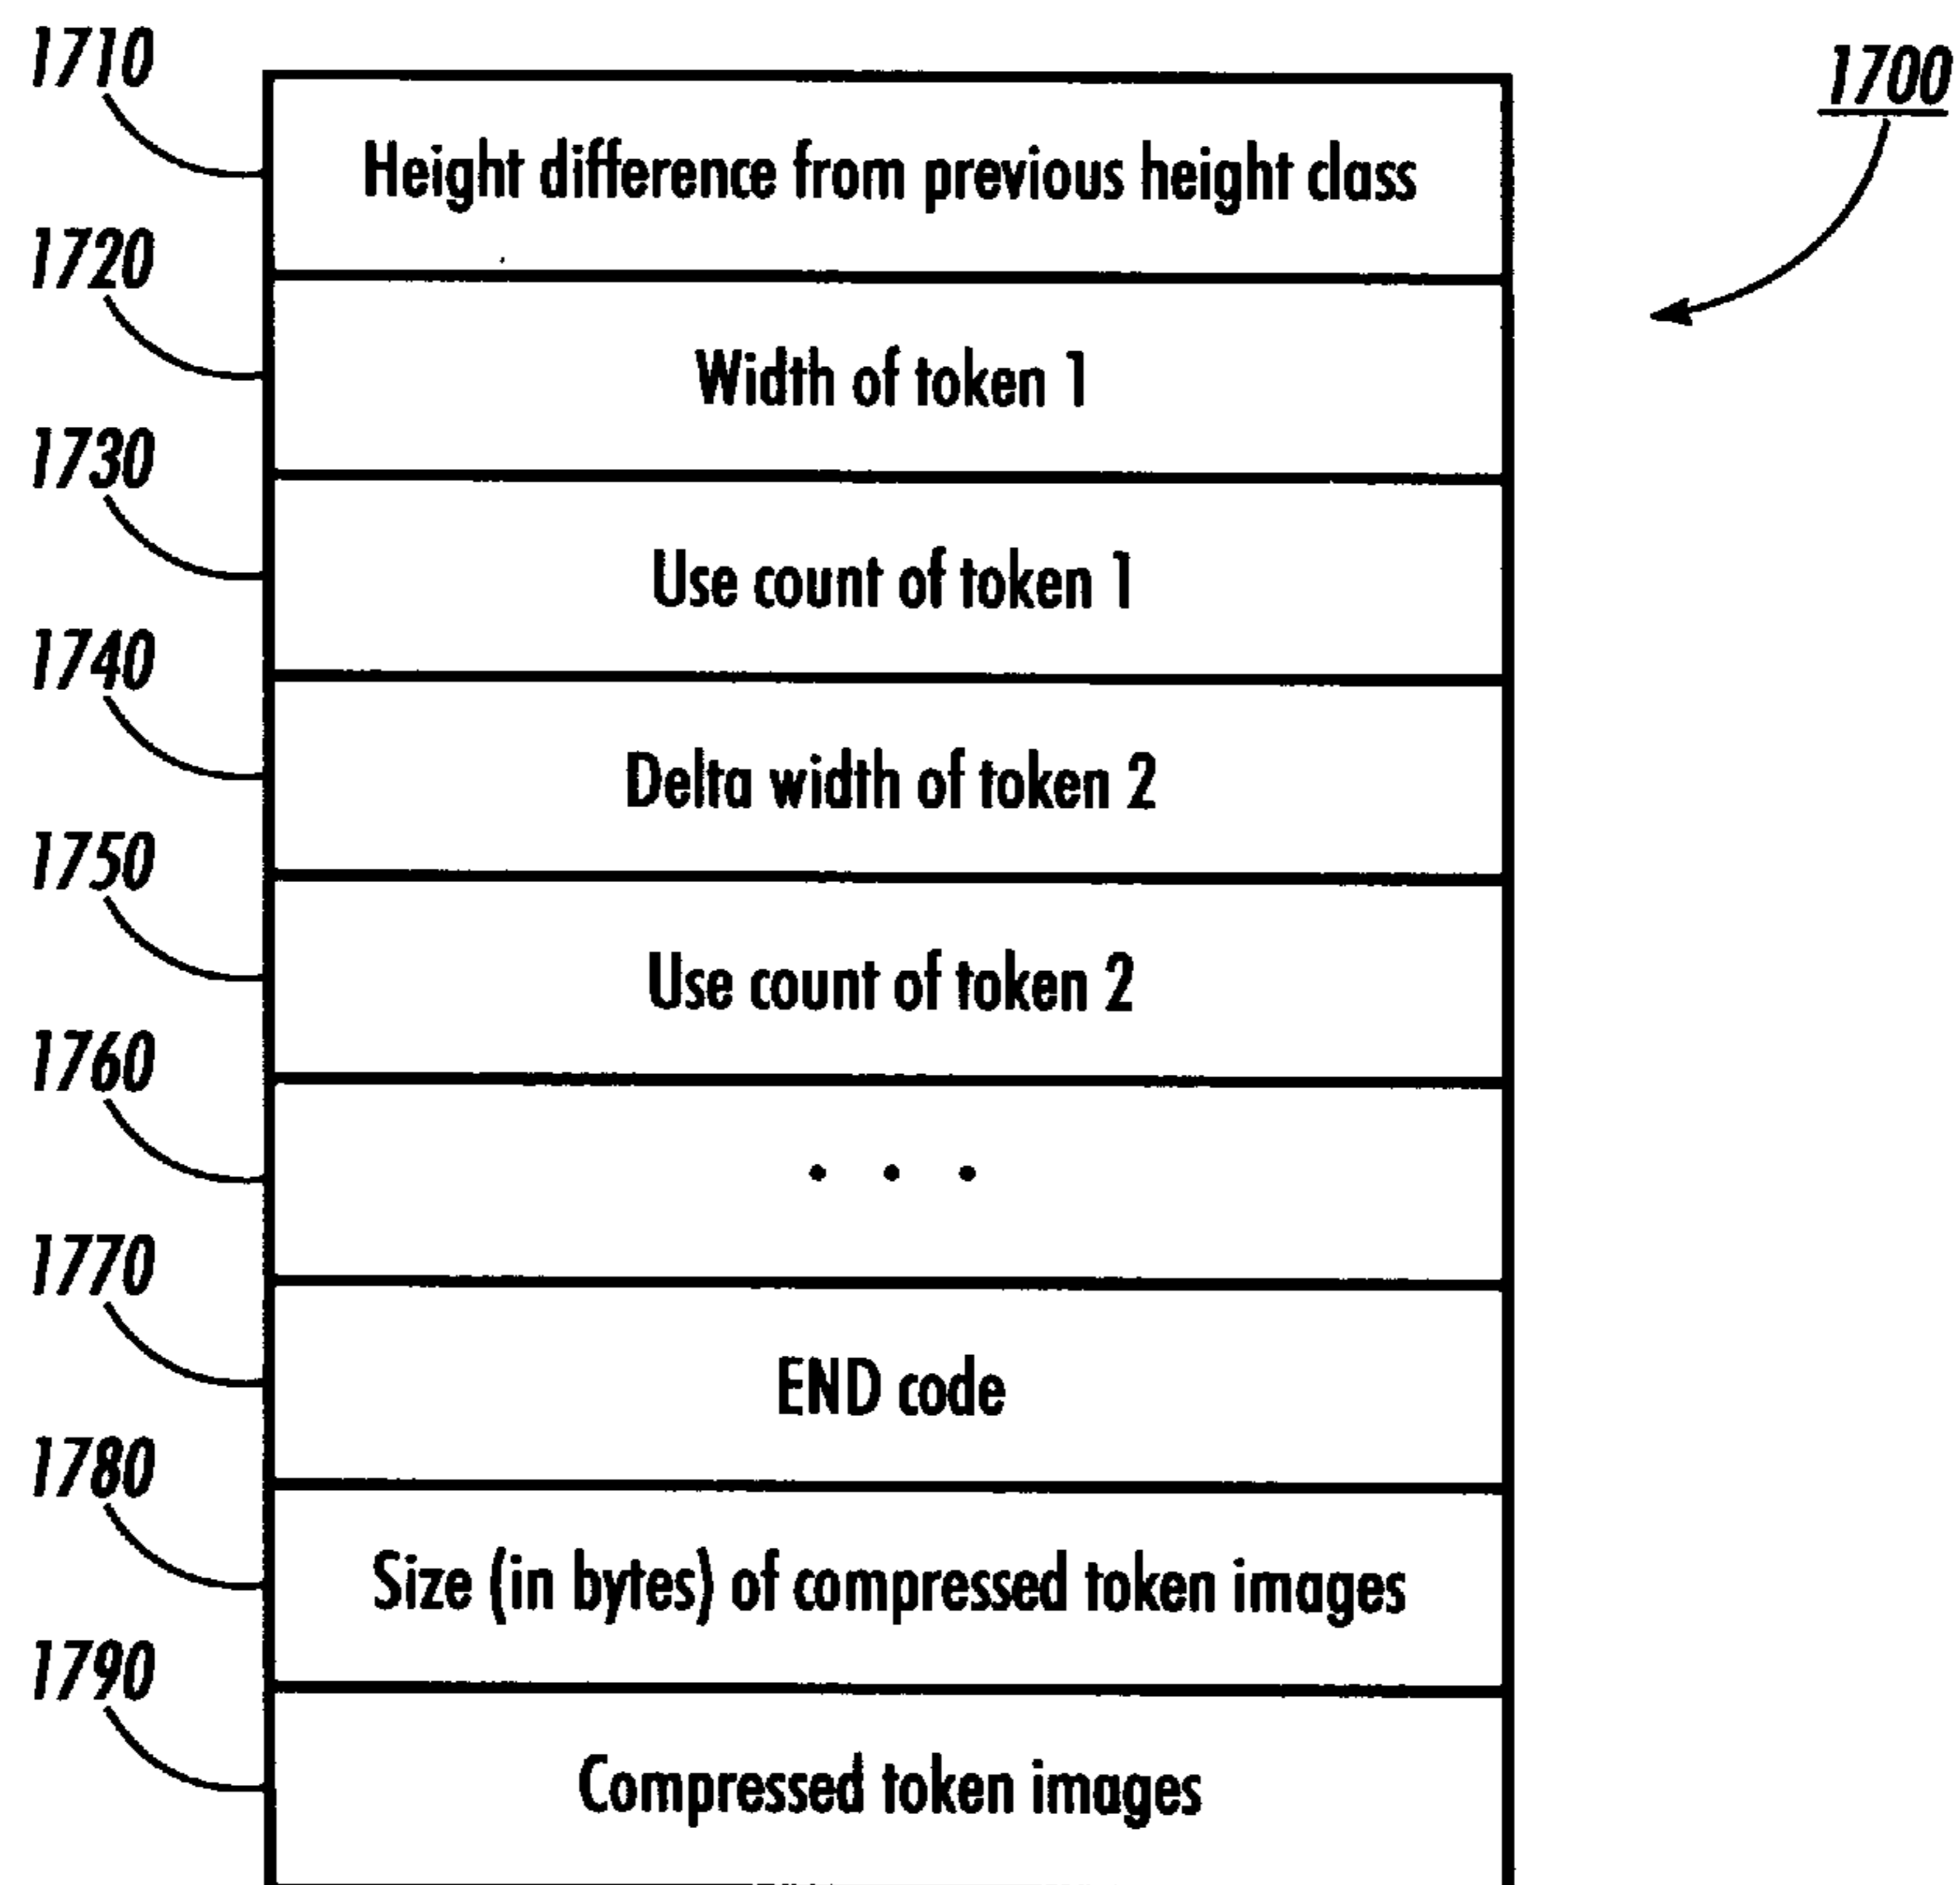 1710
1700
Height difference from previous height class
1720
Width of token 1
1730
Use count of token 1
1740
Delta width of token 2
1750
Use count of token 2
1760
. . .
1770
END code
1780
Size (in bytes) of compressed token images
1790
Compressed token images